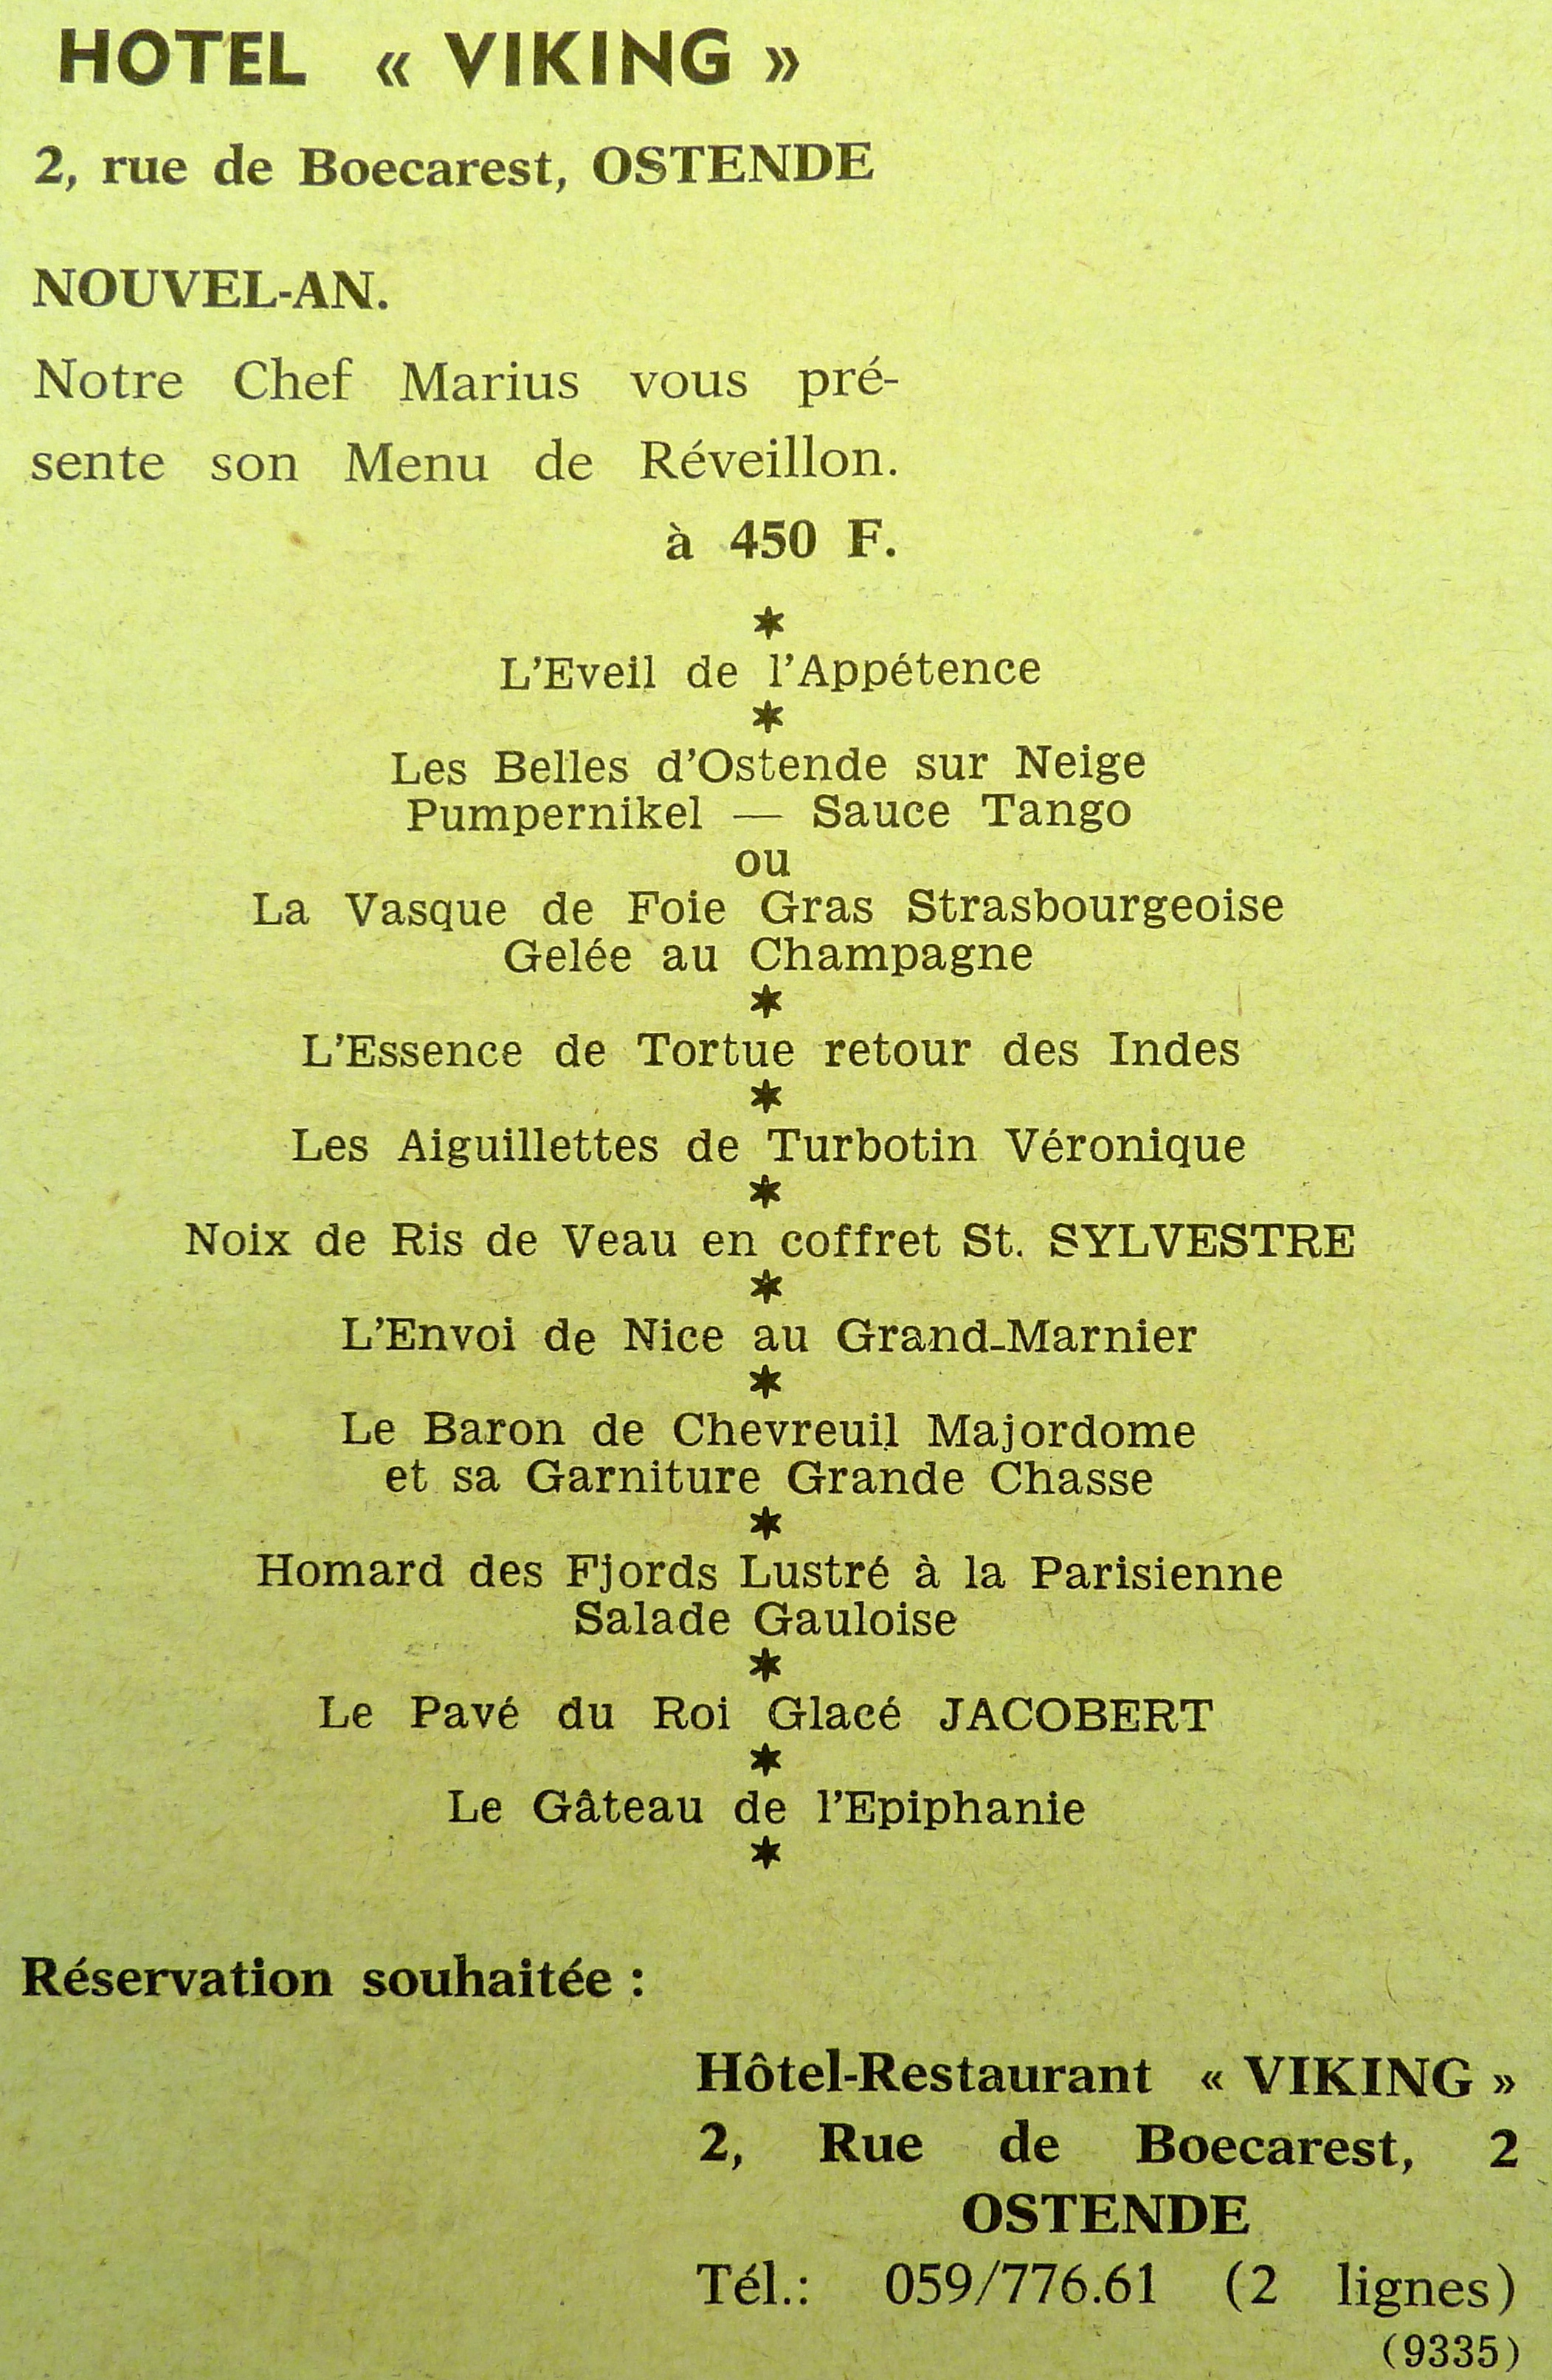 HOTEL « VIKING »
2, rue de Boecarest, OSTENDE
NOUVEL-AN.
Notre Chef Marius vous pré-
sente son Menu de Réveillon.
à 450 F.
*
L'Eveil de l'Appétence
*
Les Belles d'Ostende sur Neige
Pumpernikel — Sauce Tango
ou
La Vasque de Foie Gras Strasbourgeoise
Gelée au Champagne
*
L'Essence de Tortue retour des Indes
*
Les Aiguillettes de Turbotin Véronique
*
Noix de Ris de Veau en coffret St. SYLVESTRE
*
L'Envoi de Nice au Grand-Marnier
*
Le Baron de Chevreuil Majordome
et sa Garniture Grande Chasse
*
Homard des Fjords Lustré à la Parisienne
Salade Gauloise
*
Le Pavé du Roi Glacé JACOBERT
*
Le Gâteau de l'Epiphanie
*
Réservation souhaitée :
Hôtel-Restaurant « VIKING »
2, Rue de Boecarest, 2
OSTENDE
Tél.: 059/776.61 (2 lignes)
(9335)